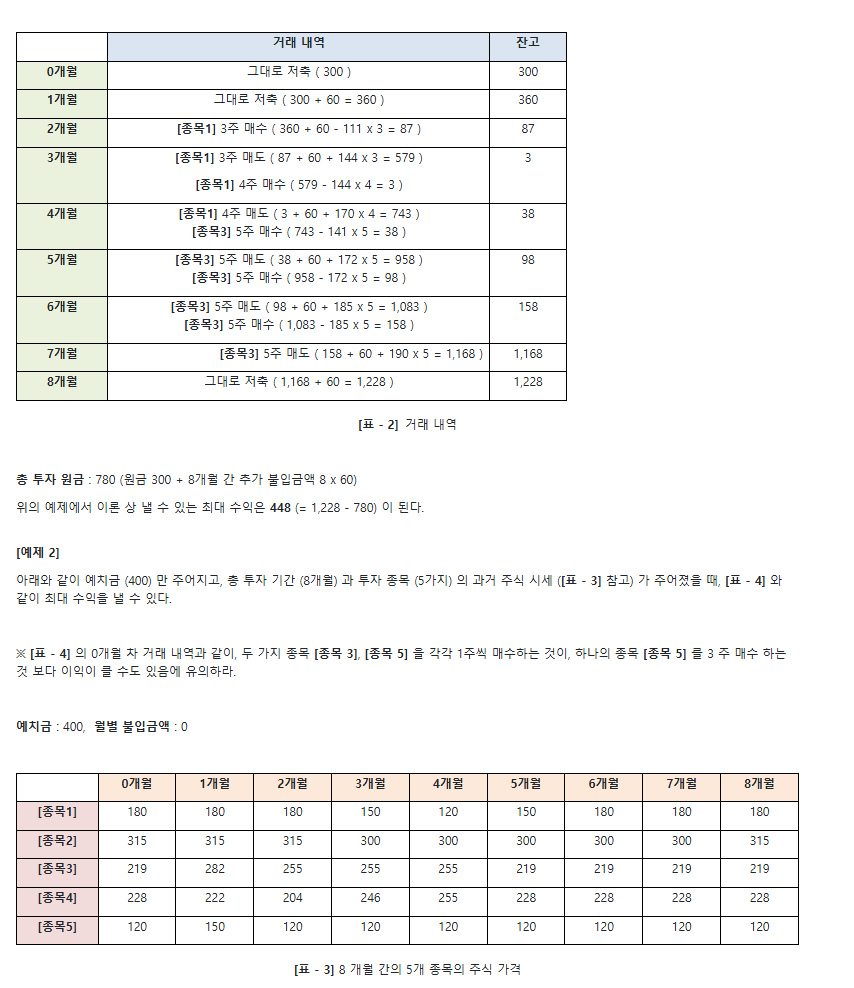 거래 내역 잔고
0개월 그대로 저축 ( 300 ) 300
1개월 그대로 저축 ( 300 + 60 = 360 ) 360
2개월 [종목1] 3주 매수 ( 360 + 60 - 111 x 3 = 87 ) 87
3개월 [종목1] 3주 매도 ( 87 + 60 + 144 x 3 = 579 ) 3
[종목1] 4주 매수 ( 579 - 144 x 4 = 3 )
4개월 [종목1] 4주 매도 ( 3 + 60 + 170 x 4 = 743 ) 38
[종목3] 5주 매수 ( 743 - 141 x 5 = 38 )
5개월 [종목3] 5주 매도 ( 38 + 60 + 172 x 5 = 958 ) 98
[종목3] 5주 매수 ( 958 - 172 x 5 = 98 )
6개월 [종목3] 5주 매도 ( 98 + 60 + 185 x 5 = 1,083 ) 158
[종목3] 5주 매수 ( 1,083 - 185 x 5 = 158 )
7개월 [종목3] 5주 매도 ( 158 + 60 + 190 x 5 = 1,168 ) 1,168
8개월 그대로 저축 ( 1,168 + 60 = 1,228 ) 1,228
[표 - 2] 거래 내역
총 투자 원금 : 780 (원금 300 + 8개월 간 추가 불입금액 8 x 60)
위의 예제에서 이론 상 낼 수 있는 최대 수익은 448 (= 1,228 - 780) 이 된다.
[예제 2]
아래와 같이 예치금 (400) 만 주어지고, 총 투자 기간 (8개월) 과 투자 종목 (5가지) 의 과거 주식 시세 ([표 - 3] 참고) 가 주어졌을 때, [표 - 4] 와
같이 최대 수익을 낼 수 있다.
※ [표 - 4] 의 0개월 차 거래 내역과 같이, 두 가지 종목 [종목 3], [종목 5] 을 각각 1주씩 매수하는 것이, 하나의 종목 [종목 5] 를 3 주 매수 하는
것 보다 이익이 클 수도 있음에 유의하라.
예치금 : 400, 월별 불입금액 : 0
0개월 1개월 2개월 3개월 4개월 5개월 6개월 7개월 8개월
[종목1] 180 180 180 150 120 150 180 180 180
[종목2] 315 315 315 300 300 300 300 300 315
[종목3] 219 282 255 255 255 219 219 219 219
[종목4] 228 222 204 246 255 228 228 228 228
[종목5] 120 150 120 120 120 120 120 120 120
[표 - 3] 8 개월 간의 5개 종목의 주식 가격